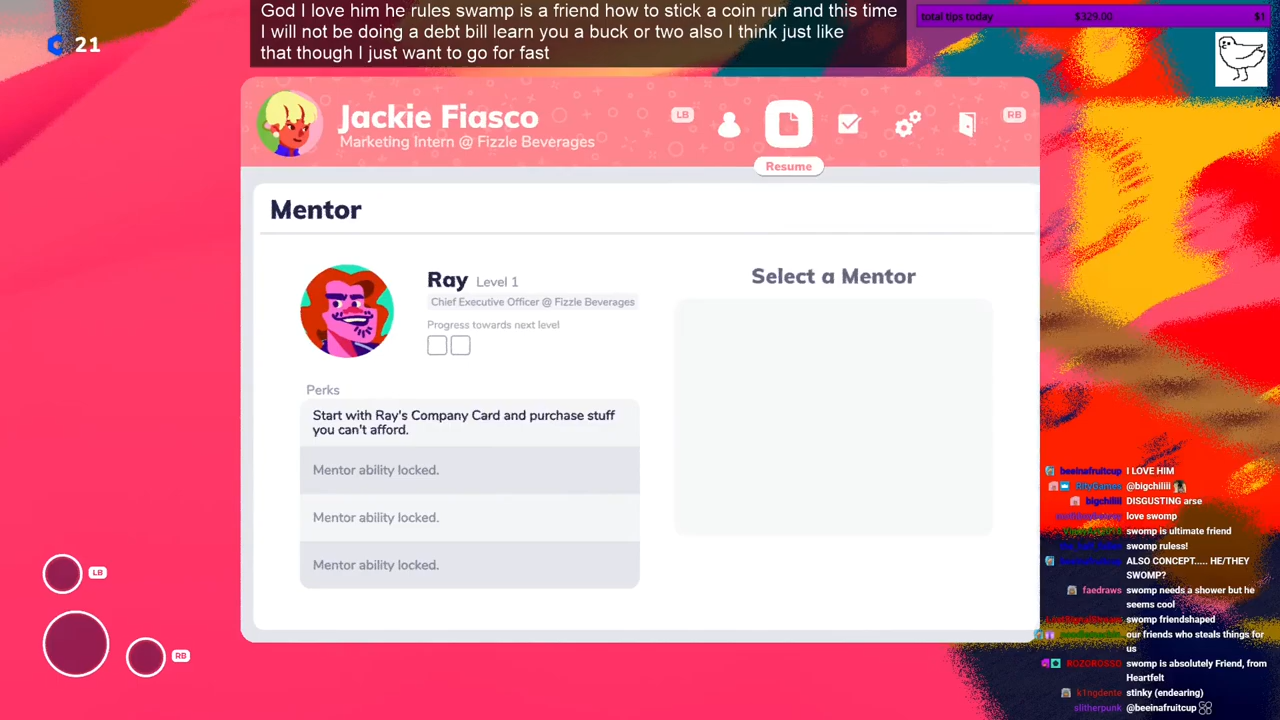 God I love him he rules swamp is a friend how to stick a coin run and this time
I will not be doing a debt bill learn you a buck or two also I think just like
that though I just want to go for fast
total tips today $329.00 $1
21
Jackie Fiasco
Marketing Intern @ Fizzle Beverages
LB
RB
Resume
Mentor
Ray Level 1
Chief Executive Officer @ Fizzle Beverages
Progress towards next level
Perks
Start with Ray's Company Card and purchase stuff
you can't afford.
Mentor ability locked.
Mentor ability locked.
Mentor ability locked.
Select a Mentor
LB
RB
beeinafruitcup I LOVE HIM
@bigchiliii
bigchiliii DISGUSTING arse
love swomp
swomp is ultimate friend
swomp ruless!
ALSO CONCEPT..... HE/THEY
SWOMP?
faedraws swomp needs a shower but he
seems cool
swomp friendshaped
our friends who steals things for
us
ROZOROSSO swomp is absolutely Friend, from
Heartfelt
k1ngdente stinky (endearing)
slitherpunk @beeinafruitcup